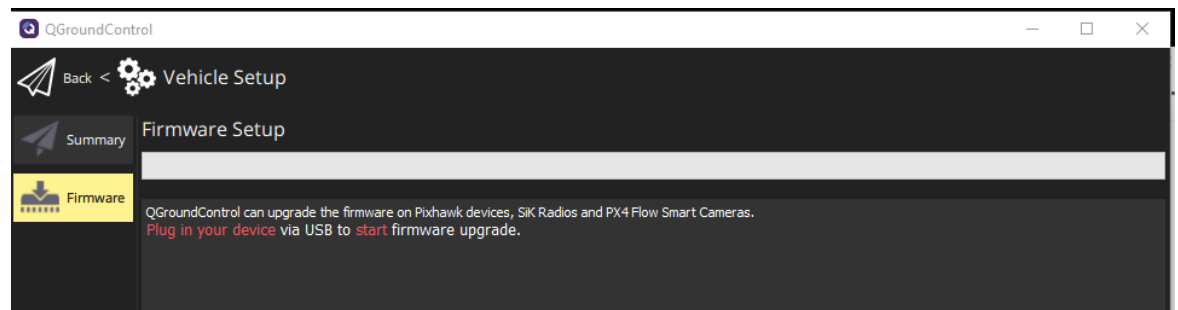 QGroundControl
Back < Vehicle Setup
Summary
Firmware Setup
Firmware
QGroundControl can upgrade the firmware on Pixhawk devices, SiK Radios and PX4 Flow Smart Cameras.
Plug in your device via USB to start firmware upgrade.